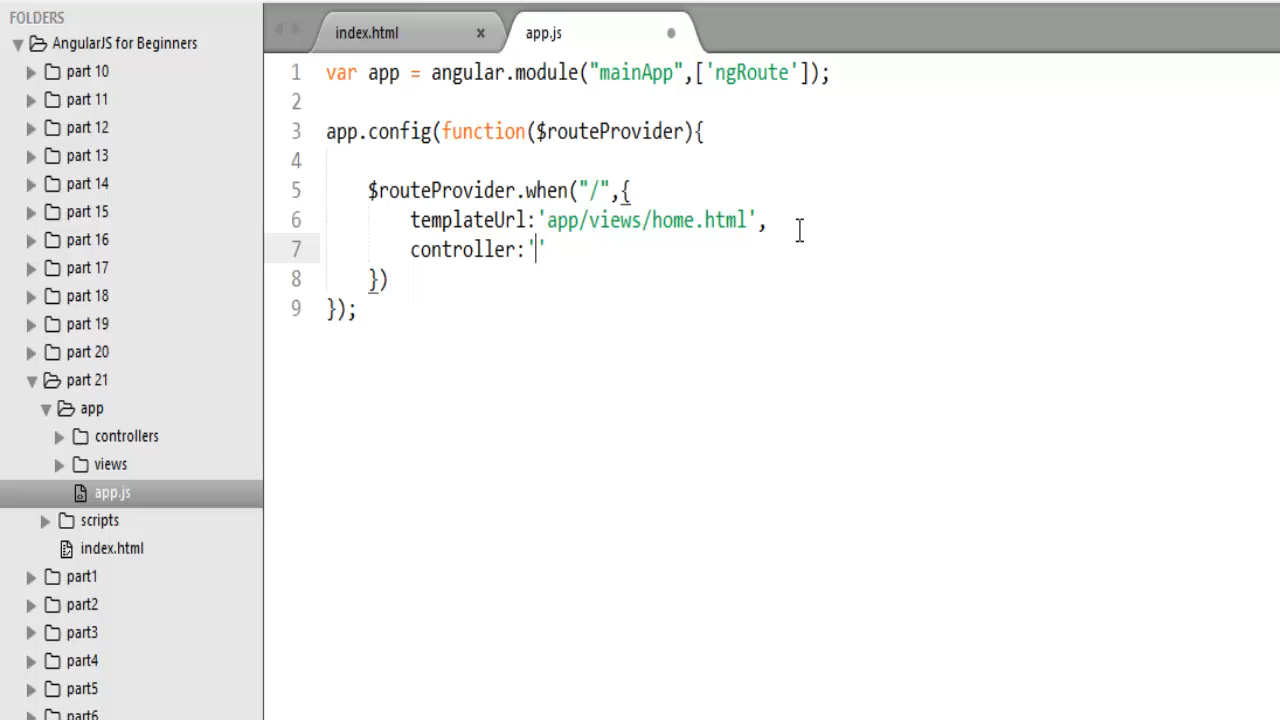 FOLDERS
AngularJS for Beginners
part 10
part 11
part 12
part 13
part 14
part 15
part 16
part 17
part 18
part 19
part 20
part 21
app
controllers
views
app.js
scripts
index.html
part1
part2
part3
part4
part5
part6
index.html x
app.js
1 var app = angular.module("mainApp",['ngRoute']);
2
3 app.config(function($routeProvider){
4
5 $routeProvider.when("/",{
6 templateUrl:'app/views/home.html',
7 controller:''
8 })
9 });